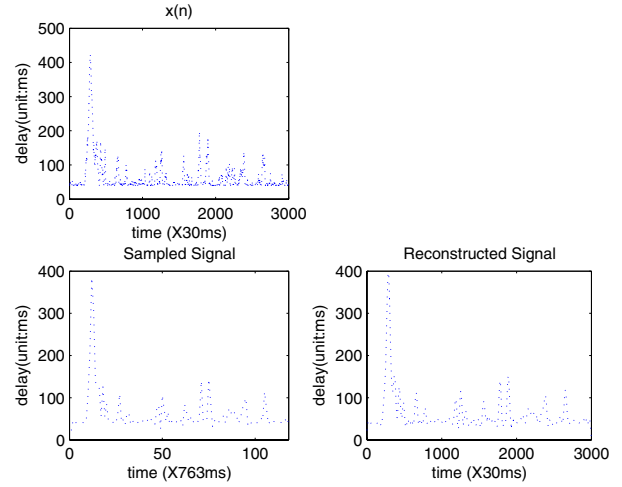 x(n)
500
400
300
200
100
0
delay(unit:ms)
0 1000 2000 3000
time (X30ms)
Sampled Signal
400
300
200
100
0
delay(unit:ms)
0 50 100
time (X763ms)
Reconstructed Signal
400
300
200
100
0
delay(unit:ms)
0 1000 2000 3000
time (X30ms)